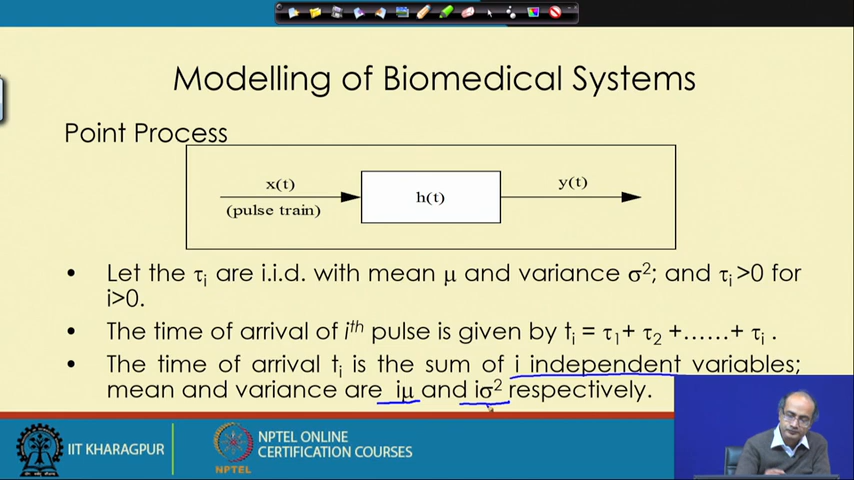 Modelling of Biomedical Systems
Point Process
x(t)
(pulse train)
h(t)
y(t)
• Let the τi are i.i.d. with mean μ and variance σ²; and τi >0 for
i>0.
• The time of arrival of iᵗʰ pulse is given by ti = τ1+ τ2 +……+ τi .
• The time of arrival ti is the sum of i independent variables;
mean and variance are iμ and iσ² respectively.
IIT KHARAGPUR
NPTEL
NPTEL ONLINE
CERTIFICATION COURSES